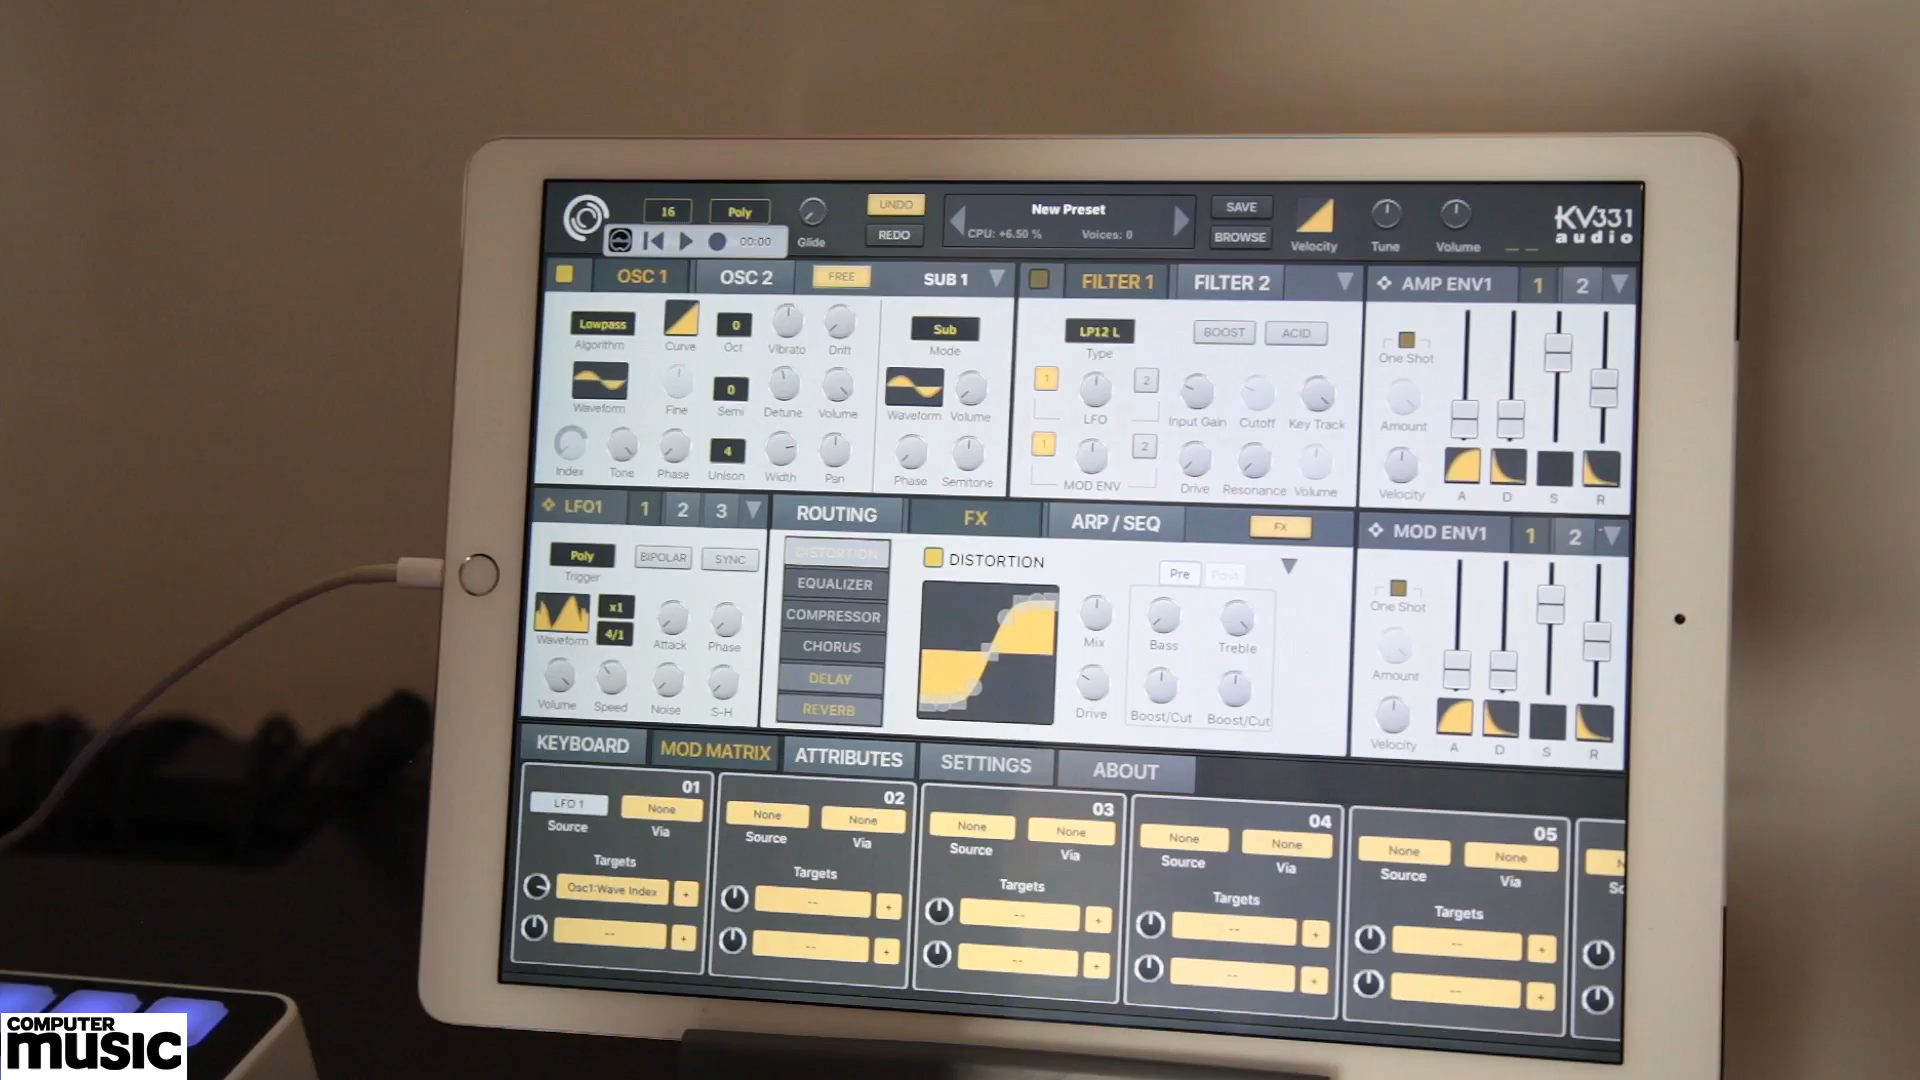 16 Poly UNDO New Preset SAVE KV331
REDO CPU: +6.50 % Voices: 0 BROWSE audio
00:00 Glide Velocity Tune Volume
OSC 1 OSC 2 FREE SUB 1
Lowpass 0 Sub
Algorithm Curve Oct Vibrato Drift Mode
0
Waveform Fine Semi Detune Volume Waveform Volume
4
Index Tone Phase Unison Width Pan Phase Semitone
FILTER 1 FILTER 2
LP12 L BOOST ACID
Type
1 2
LFO Input Gain Cutoff Key Track
1 2
MOD ENV Drive Resonance Volume
AMP ENV1 1 2
One Shot
Amount
Velocity A D S R
LFO1 1 2 3
Poly BIPOLAR SYNC
Trigger
x1
4/1
Waveform Attack Phase
Volume Speed Noise S-H
ROUTING FX ARP / SEQ FX
DISTORTION
EQUALIZER
COMPRESSOR
CHORUS
DELAY
REVERB
DISTORTION
Pre Post
Mix Bass Treble
Drive Boost/Cut Boost/Cut
MOD ENV1 1 2
One Shot
Amount
Velocity A D S R
KEYBOARD MOD MATRIX ATTRIBUTES SETTINGS ABOUT
01
LFO 1 None
Source Via
Targets
Osc1:Wave Index +
-- +
02
None None
Source Via
Targets
-- +
-- +
03
None None
Source Via
Targets
-- +
-- +
04
None None
Source Via
Targets
-- +
-- +
05
None None
Source Via
Targets
-- +
-- +
COMPUTER
music